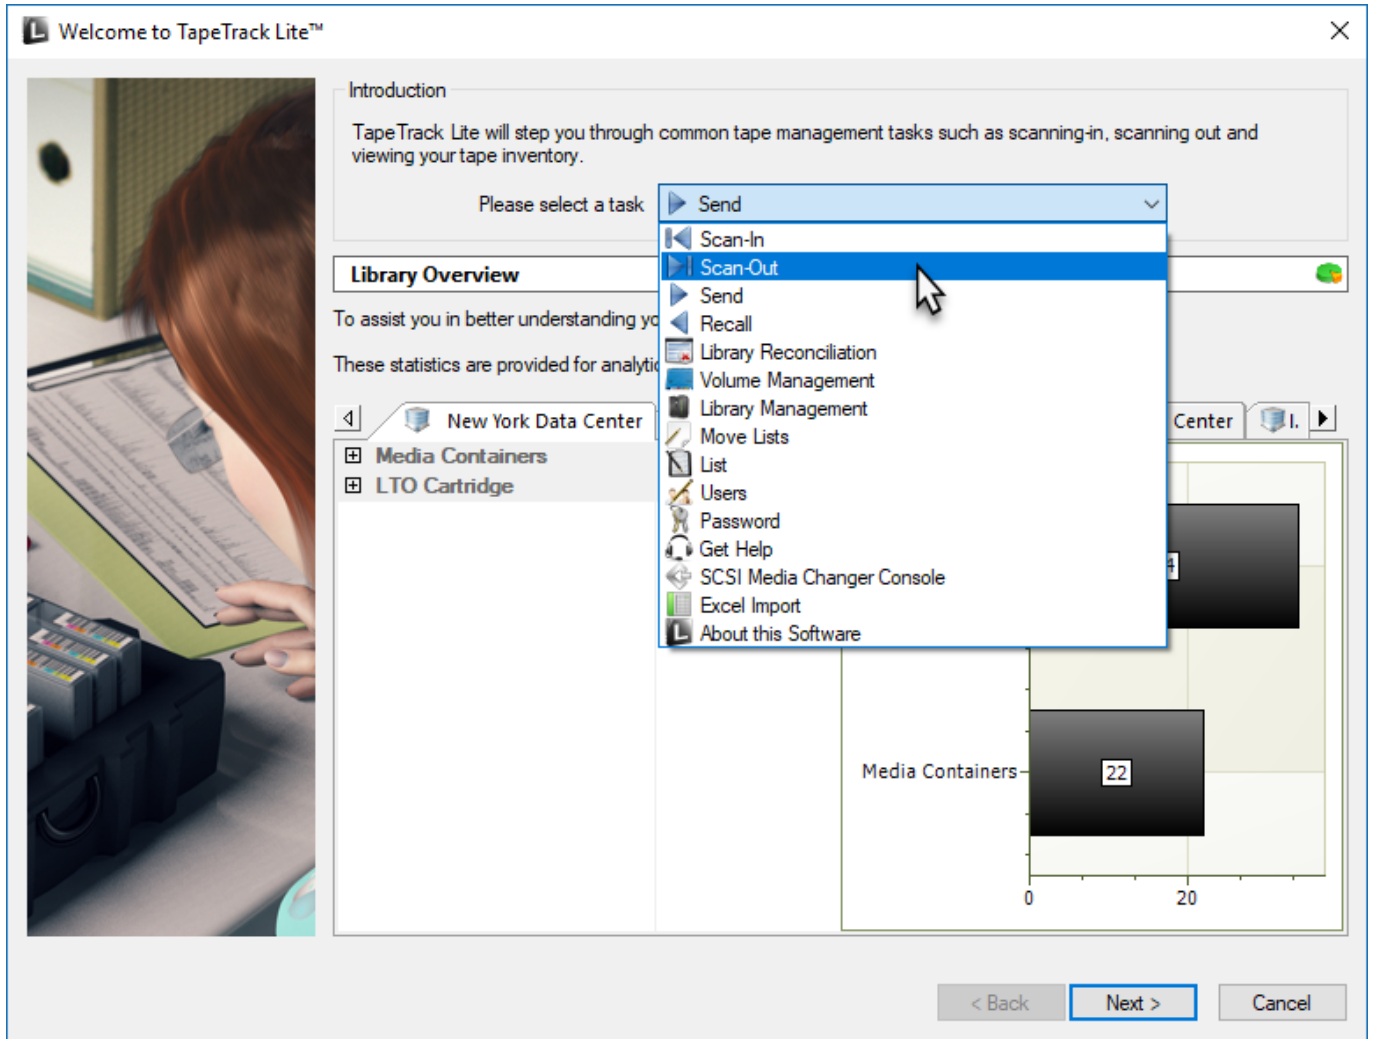 Welcome to TapeTrack Lite™
Introduction
TapeTrack Lite will step you through common tape management tasks such as scanning-in, scanning out and
viewing your tape inventory.
Please select a task
Send
Scan-In
Scan-Out
Send
Recall
Library Reconciliation
Volume Management
Library Management
Move Lists
List
Users
Password
Get Help
SCSI Media Changer Console
Excel Import
About this Software
Library Overview
To assist you in better understanding
These statistics are provided for
New York Data Center
Center
Media Containers
LTO Cartridge
4
Media Containers
22
0
20
< Back
Next >
Cancel